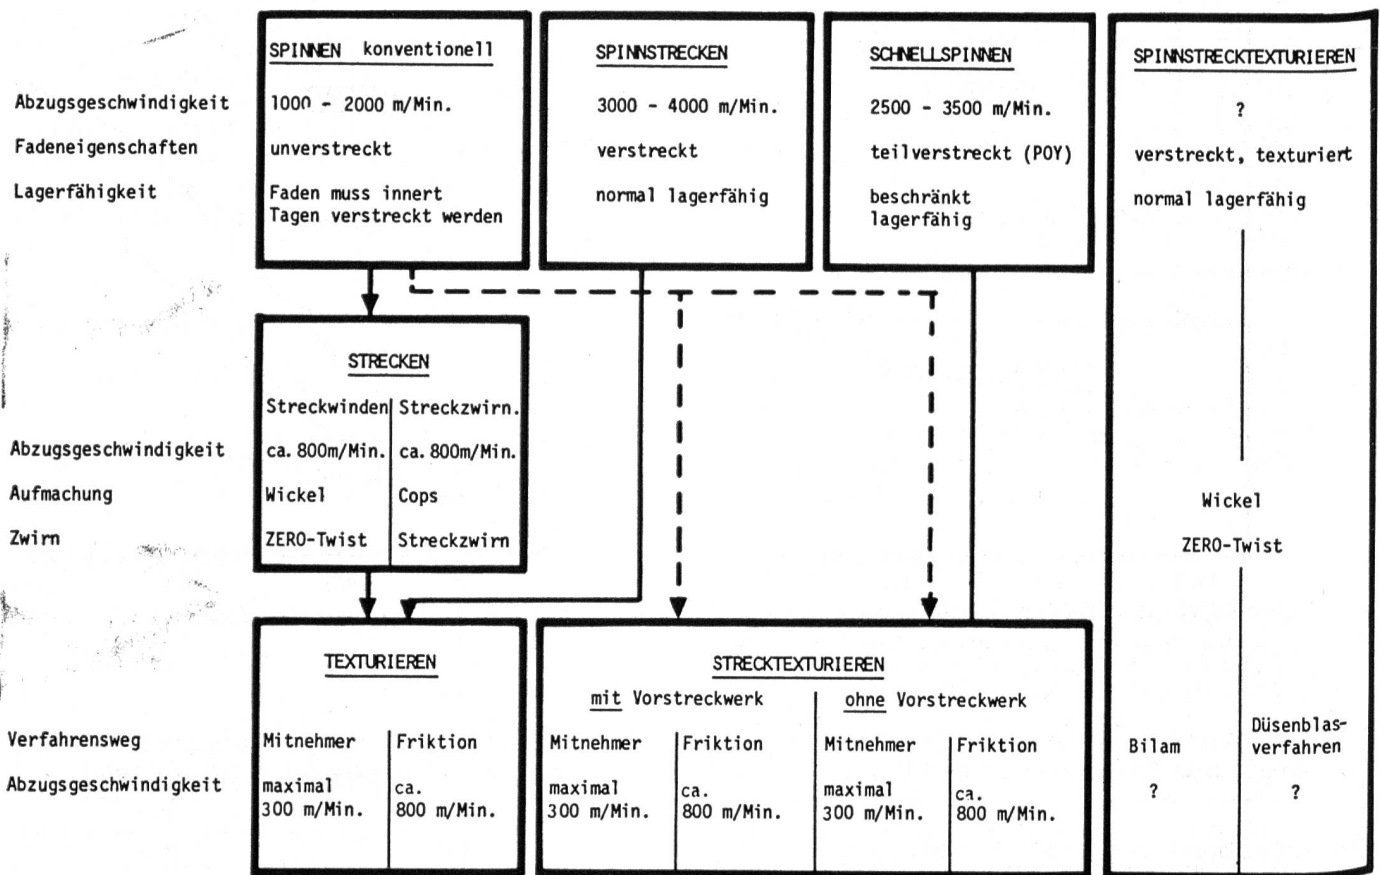 SPINNEN konventionell
SPINNSTRECKEN
SCHNELLSPINNEN
SPINNSTRECKTEXTURIEREN
Abzugsgeschwindigkeit
1000 - 2000 m/Min.
3000 - 4000 m/Min.
2500 - 3500 m/Min.
?
Fadeneigenschaften
unverstreckt
verstreckt
teilverstreckt (POY)
verstreckt, texturiert
Lagerfähigkeit
Faden muss innert
Tagen verstreckt werden
normal lagerfähig
beschränkt
lagerfähig
normal lagerfähig
STRECKEN
Streckwinden
Streckzwirn.
Abzugsgeschwindigkeit
ca. 800m/Min.
ca. 800m/Min.
Aufmachung
Wickel
Cops
Wickel
Zwirn
ZERO-Twist
Streckzwirn
ZERO-Twist
TEXTURIEREN
STRECKTEXTURIEREN
mit Vorstreckwerk
ohne Vorstreckwerk
Verfahrensweg
Mitnehmer
Friktion
Mitnehmer
Friktion
Mitnehmer
Friktion
Bilam
Düsenblas-
verfahren
Abzugsgeschwindigkeit
maximal
300 m/Min.
ca.
800 m/Min.
maximal
300 m/Min.
ca.
800 m/Min.
maximal
300 m/Min.
ca.
800 m/Min.
?
?